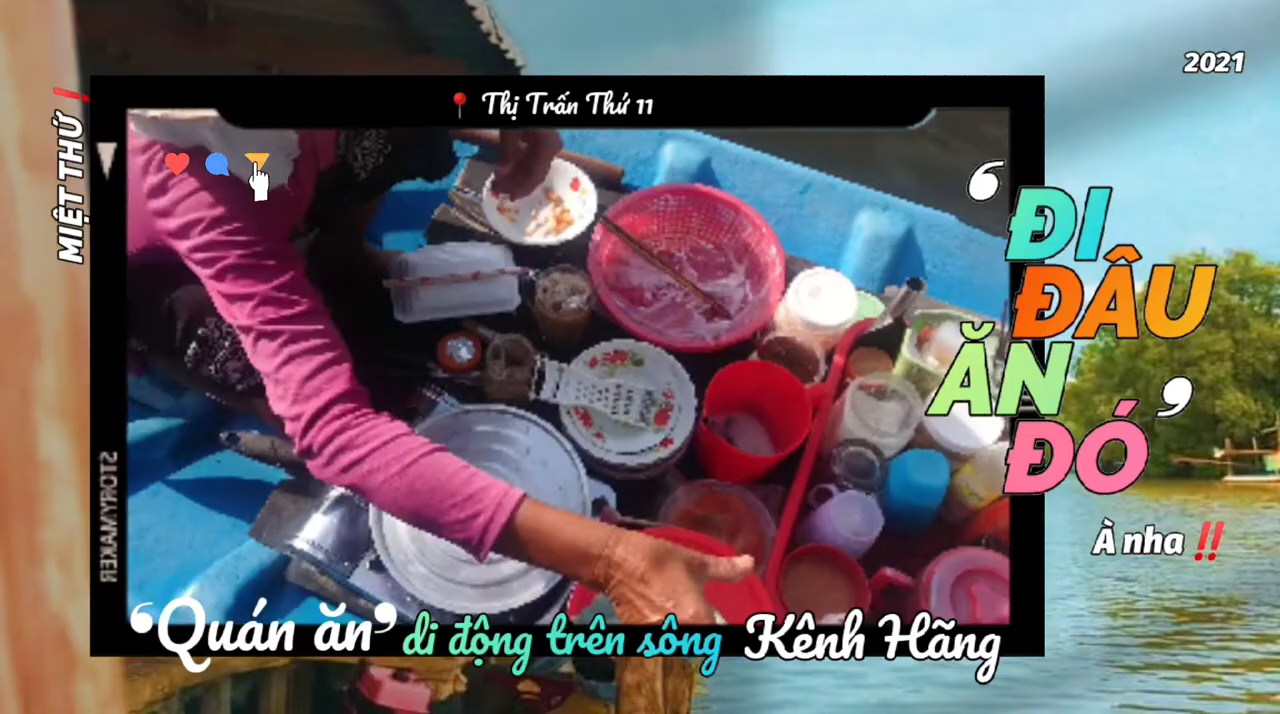 2021
Thị Trấn Thứ 11
MIỆT THỨ !
ĐI
ĐÂU
ĂN
ĐÓ
STORYMAKER
À nha !!
“Quán ăn” di động trên sông Kênh Hãng